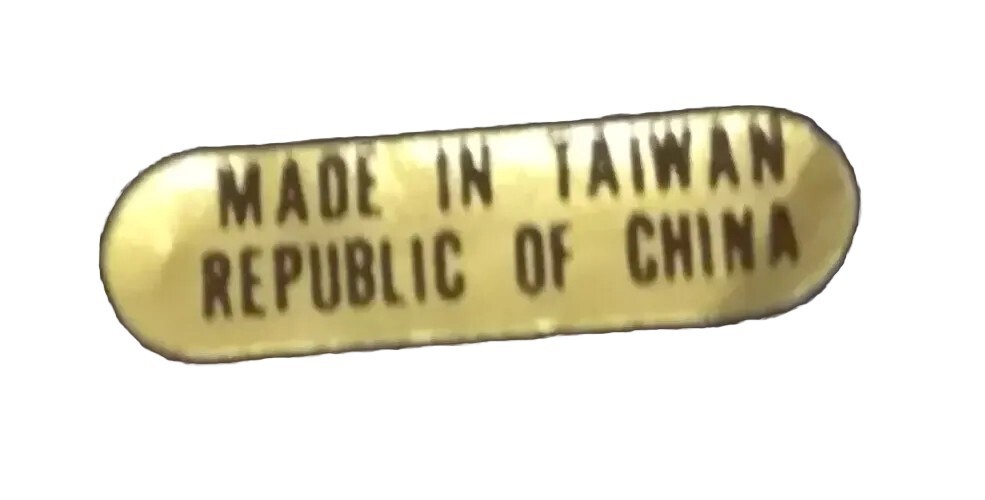 MADE IN TAIWAN
REPUBLIC OF CHINA